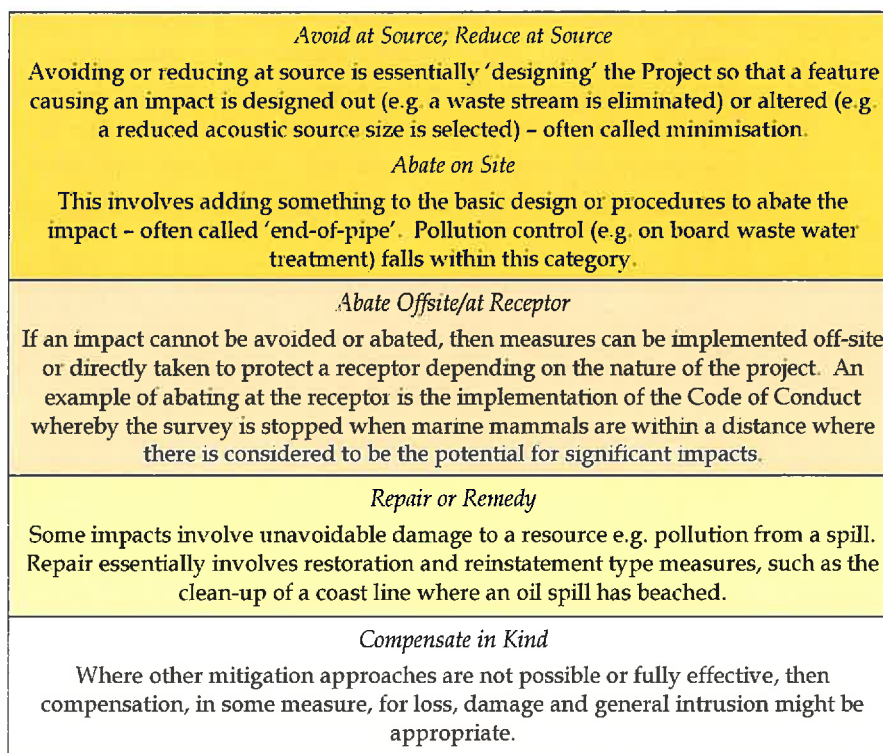 Avoid at Source; Reduce at Source
Avoiding or reducing at source is essentially 'designing' the Project so that a feature
causing an impact is designed out (e.g. a waste stream is eliminated) or altered (e.g.
a reduced acoustic source size is selected) – often called minimisation.
Abate on Site
This involves adding something to the basic design or procedures to abate the
impact – often called 'end-of-pipe'. Pollution control (e.g. on board waste water
treatment) falls within this category.
Abate Offsite/at Receptor
If an impact cannot be avoided or abated, then measures can be implemented off-site
or directly taken to protect a receptor depending on the nature of the project. An
example of abating at the receptor is the implementation of the Code of Conduct
whereby the survey is stopped when marine mammals are within a distance where
there is considered to be the potential for significant impacts.
Repair or Remedy
Some impacts involve unavoidable damage to a resource e.g. pollution from a spill.
Repair essentially involves restoration and reinstatement type measures, such as the
clean-up of a coast line where an oil spill has beached.
Compensate in Kind
Where other mitigation approaches are not possible or fully effective, then
compensation, in some measure, for loss, damage and general intrusion might be
appropriate.